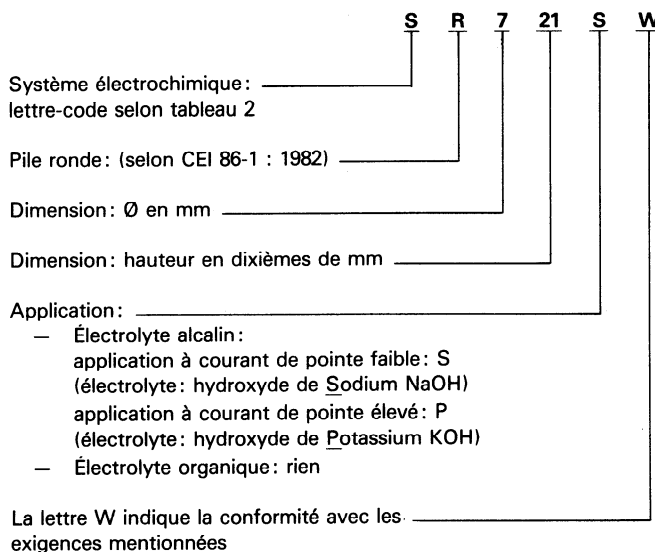 S R 7 21 S W
Système électrochimique:
lettre-code selon tableau 2
Pile ronde: (selon CEI 86-1 : 1982)
Dimension: Ø en mm
Dimension: hauteur en dixièmes de mm
Application:
— Électrolyte alcalin:
application à courant de pointe faible: S
(électrolyte: hydroxyde de Sodium NaOH)
application à courant de pointe élevé: P
(électrolyte: hydroxyde de Potassium KOH)
— Électrolyte organique: rien
La lettre W indique la conformité avec les
exigences mentionnées